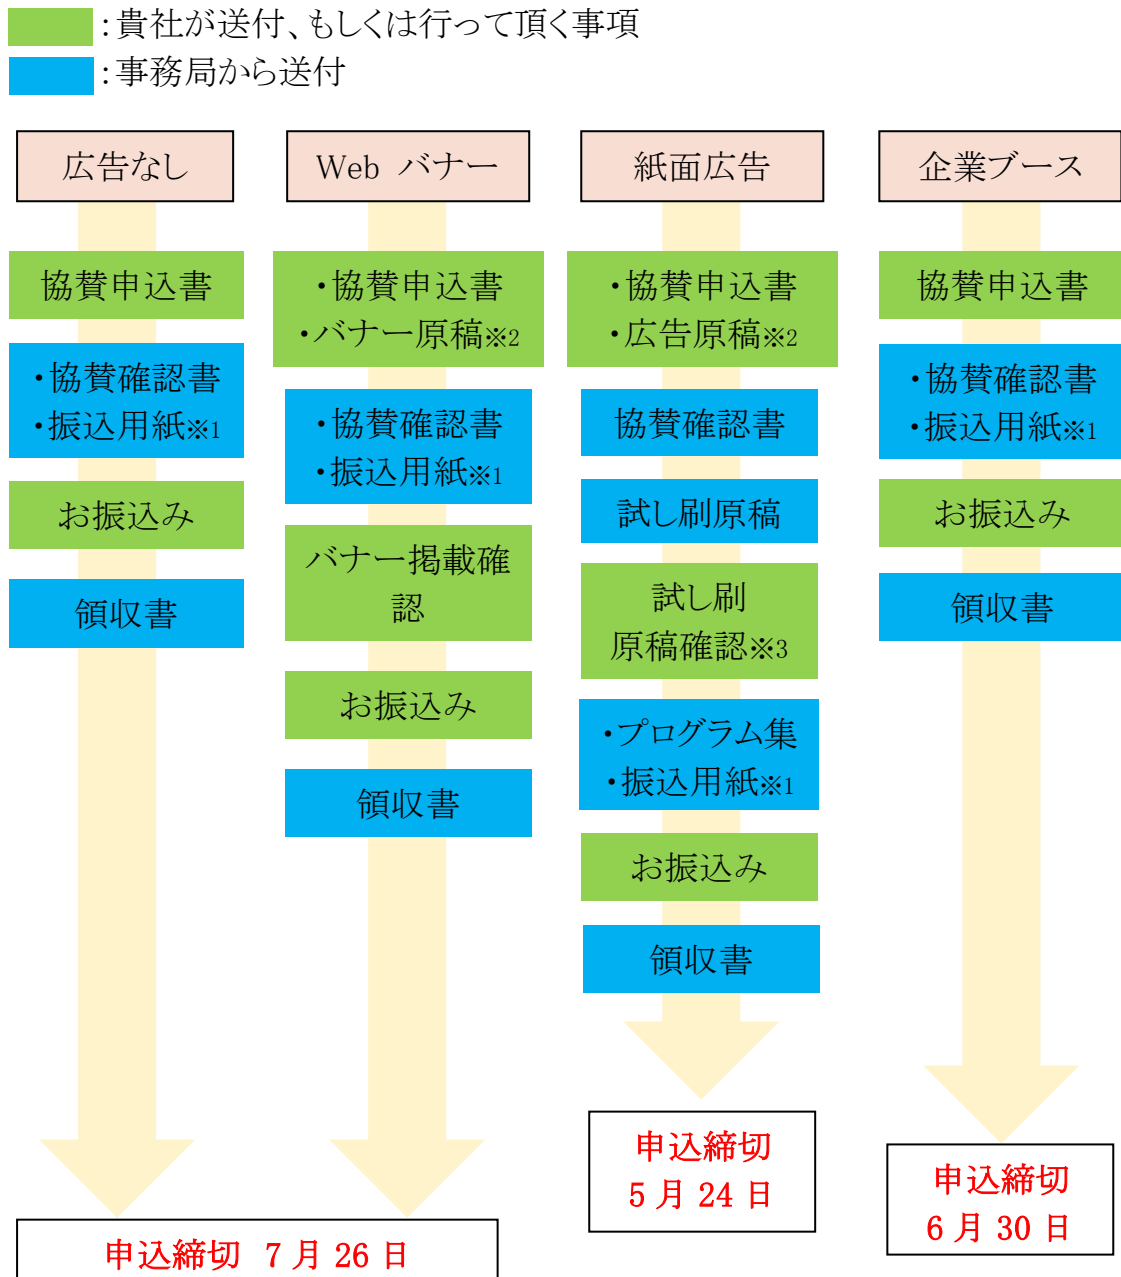 ：貴社が送付、もしくは行って頂く事項
：事務局から送付
広告なし
協賛申込書
・協賛確認書
・振込用紙※1
お振込み
領収書
Web バナー
・協賛申込書
・バナー原稿※2
・協賛確認書
・振込用紙※1
バナー掲載確
認
お振込み
領収書
申込締切 7 月 26 日
紙面広告
・協賛申込書
・広告原稿※2
協賛確認書
試し刷原稿
試し刷
原稿確認※3
・プログラム集
・振込用紙※1
お振込み
領収書
申込締切
5 月 24 日
企業ブース
協賛申込書
・協賛確認書
・振込用紙※1
お振込み
領収書
申込締切
6 月 30 日